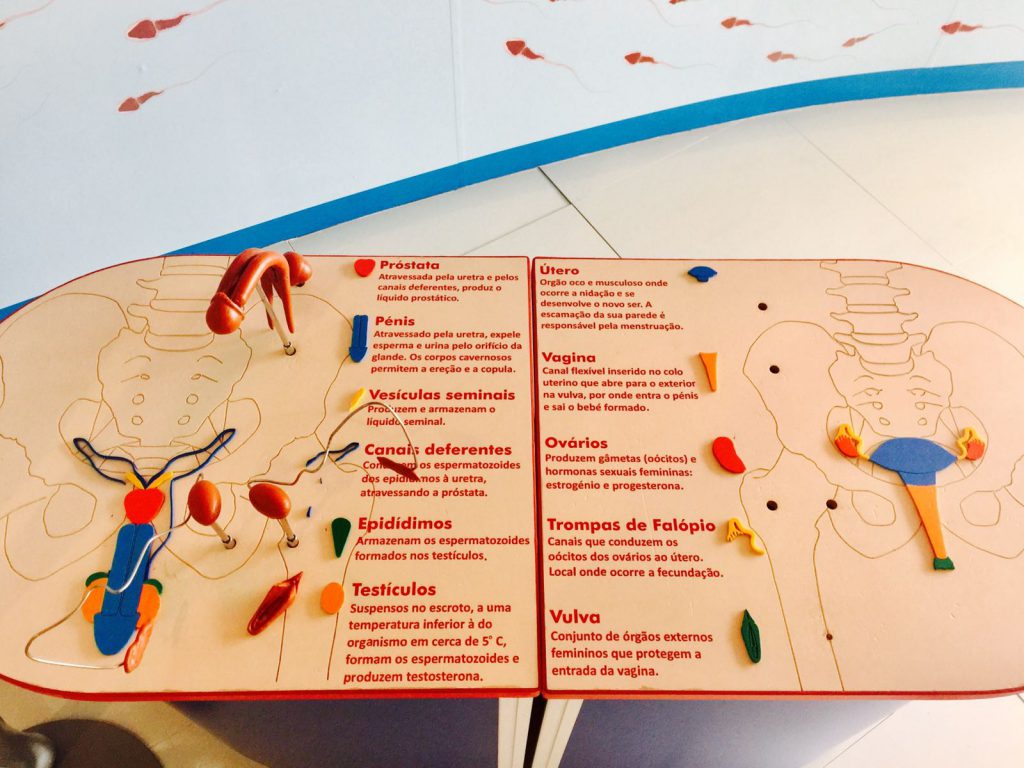 Próstata
Atravessada pela uretra e pelos
canais deferentes, produz o
líquido prostático.
Pénis
Atravessado pela uretra, expele
esperma e urina pelo orifício da
glande. Os corpos cavernosos
permitem a ereção e a copula.
Vesículas seminais
Produzem e armazenam o
líquido seminal.
Canais deferentes
os espermatozoides
dos epidídimos à uretra,
atravessando a próstata.
Epidídimos
Armazenam os espermatozoides
formados nos testículos.
Testículos
Suspensos no escroto, a uma
temperatura inferior à do
organismo em cerca de 5° C,
formam os espermatozoides e
produzem testosterona.
Útero
Orgão oco e musculoso onde
ocorre a nidação e se
desenvolve o novo ser. A
escamação da sua parede é
responsável pela menstruação.
Vagina
Canal flexível inserido no colo
uterino que abre para o exterior
na vulva, por onde entra o pénis
e sai o bebé formado.
Ovários
Produzem gâmetas (oócitos) e
hormonas sexuais femininas:
estrogénio e progesterona.
Trompas de Falópio
Canais que conduzem os
oócitos dos ovários ao útero.
Local onde ocorre a fecundação.
Vulva
Conjunto de órgãos externos
femininos que protegem a
entrada da vagina.